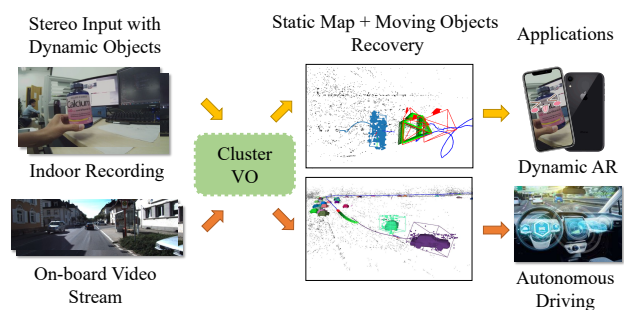 Stereo Input with
Dynamic Objects
Static Map + Moving Objects
Recovery
Applications
Calcium
Indoor Recording
Cluster
VO
Dynamic AR
On-board Video
Stream
Autonomous
Driving